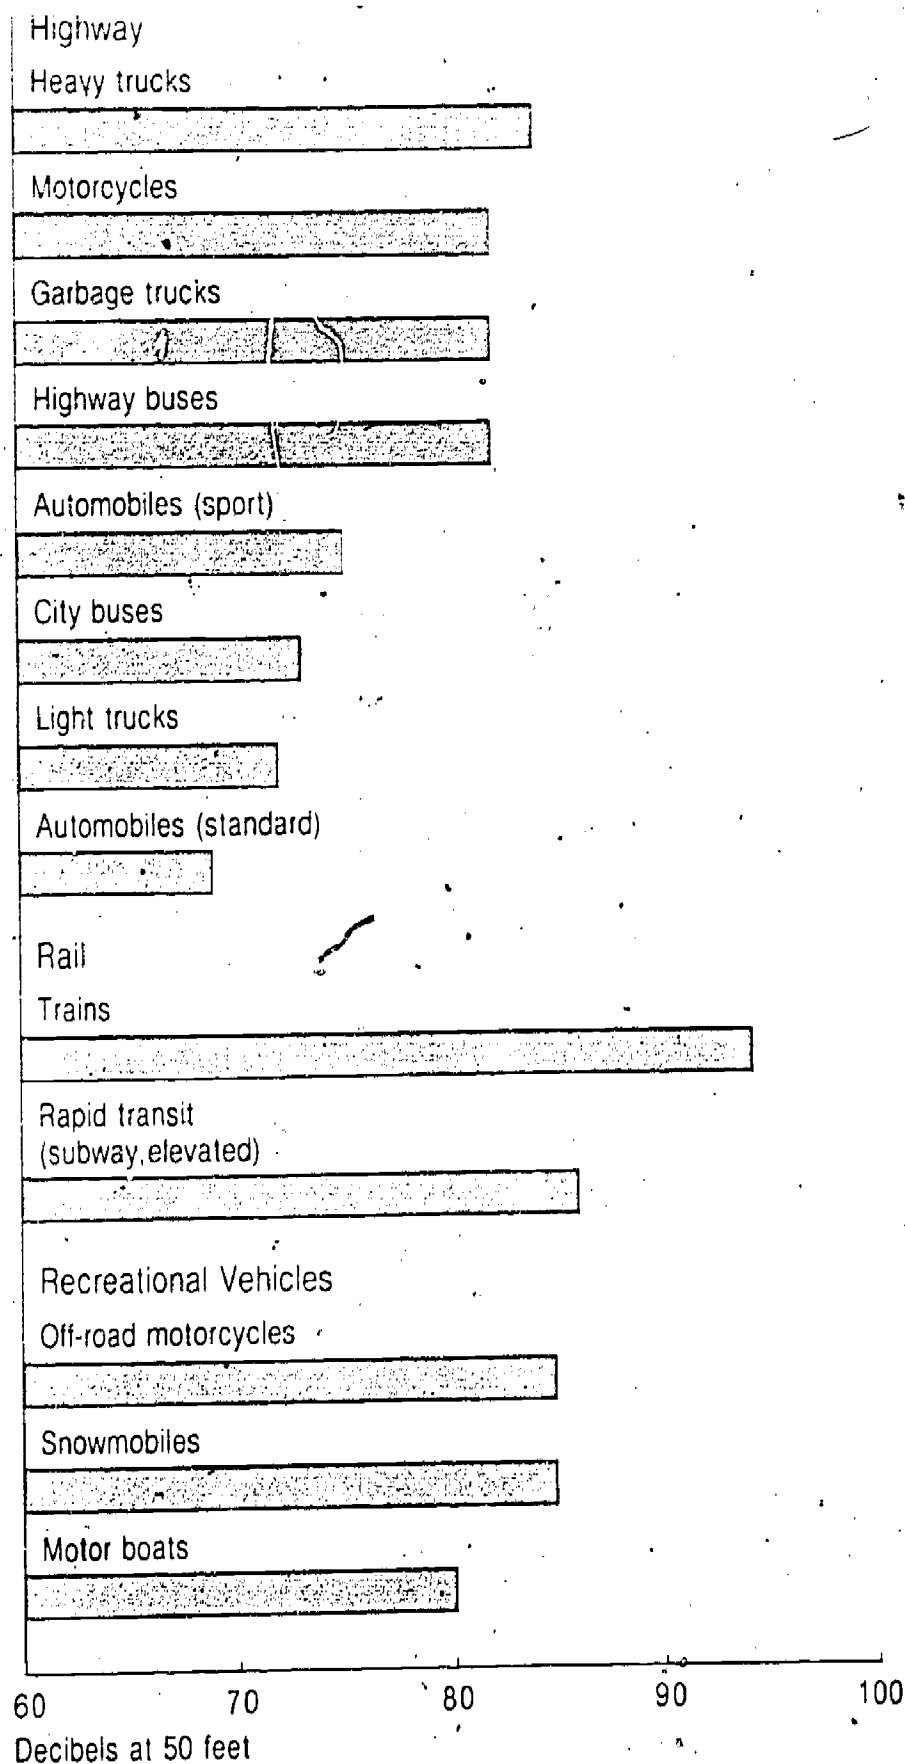 Highway
Heavy trucks
Motorcycles
Garbage trucks
Highway buses
Automobiles (sport)
City buses
Light trucks
Automobiles (standard)
Rail
Trains
Rapid transit
(subway, elevated)
Recreational Vehicles
Off-road motorcycles
Snowmobiles
Motor boats
60 70 80 90 100
Decibels at 50 feet